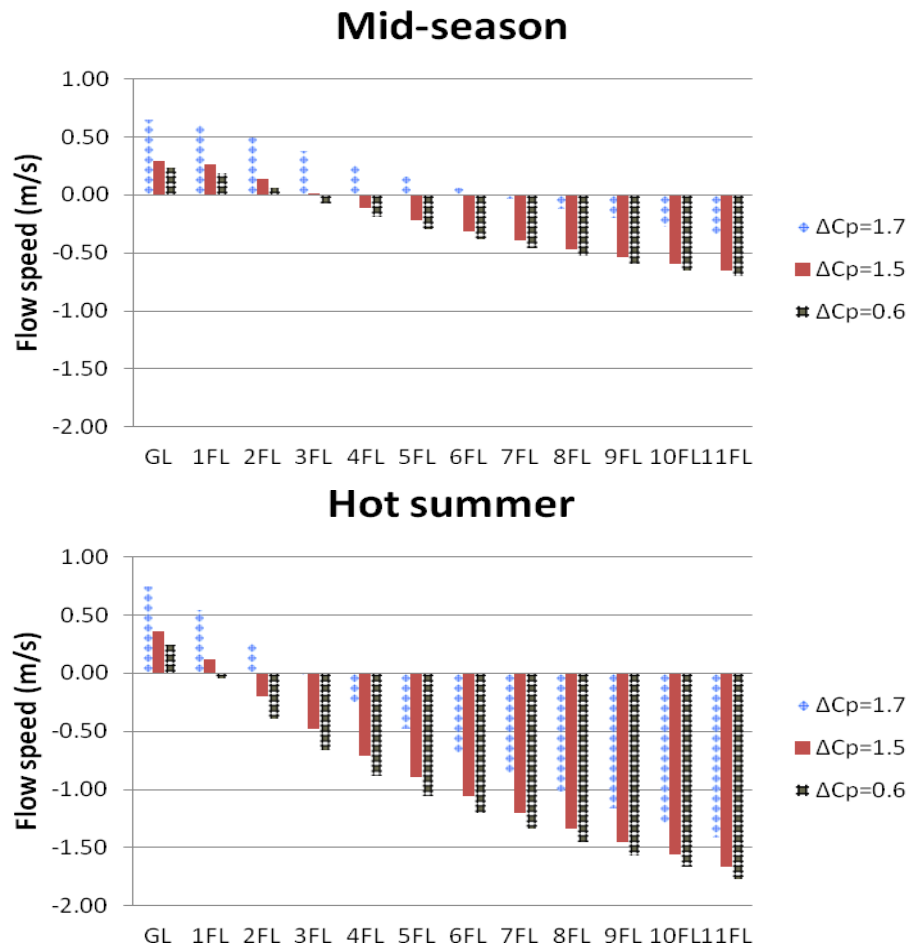 Mid-season
Flow speed (m/s)
1.00
0.50
0.00
-0.50
-1.00
-1.50
-2.00
GL 1FL 2FL 3FL 4FL 5FL 6FL 7FL 8FL 9FL 10FL 11FL
ΔCp=1.7
ΔCp=1.5
ΔCp=0.6
Hot summer
Flow speed (m/s)
1.00
0.50
0.00
-0.50
-1.00
-1.50
-2.00
GL 1FL 2FL 3FL 4FL 5FL 6FL 7FL 8FL 9FL 10FL 11FL
ΔCp=1.7
ΔCp=1.5
ΔCp=0.6